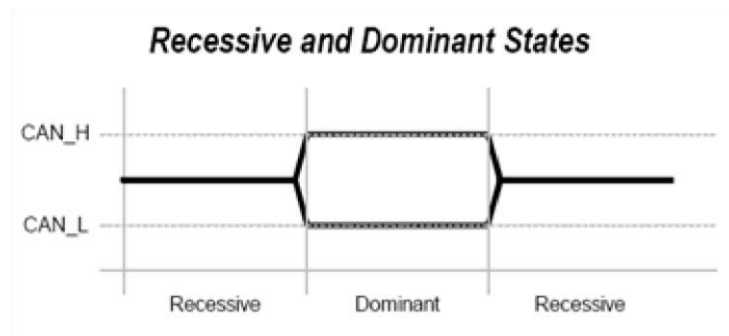 Recessive and Dominant States
CAN_H
CAN_L
Recessive Dominant Recessive